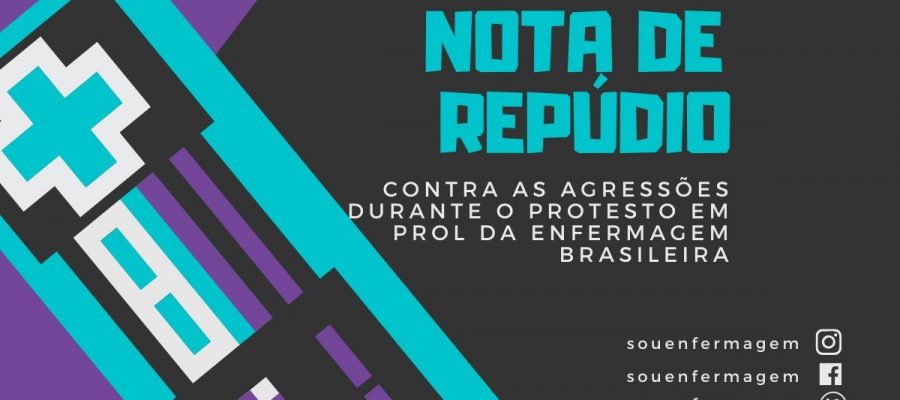 NOTA DE
REPÚDIO
CONTRA AS AGRESSÕES
DURANTE O PROTESTO EM
PROL DA ENFERMAGEM
BRASILEIRA
souenfermagem
souenfermagem